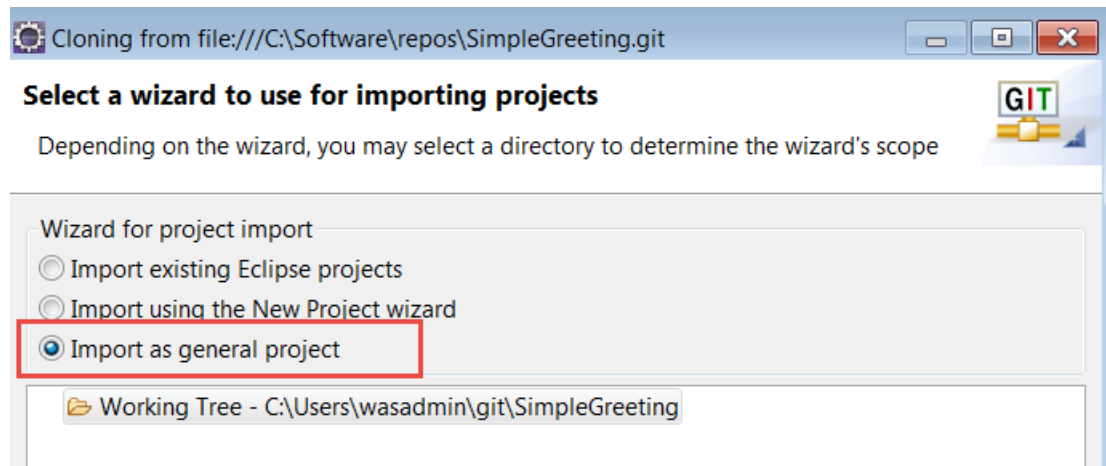 Cloning from file:///C:\Software\repos\SimpleGreeting.git
Select a wizard to use for importing projects
GIT
Depending on the wizard, you may select a directory to determine the wizard's scope
Wizard for project import
Import existing Eclipse projects
Import using the New Project wizard
Import as general project
Working Tree - C:\Users\wasadmin\git\SimpleGreeting